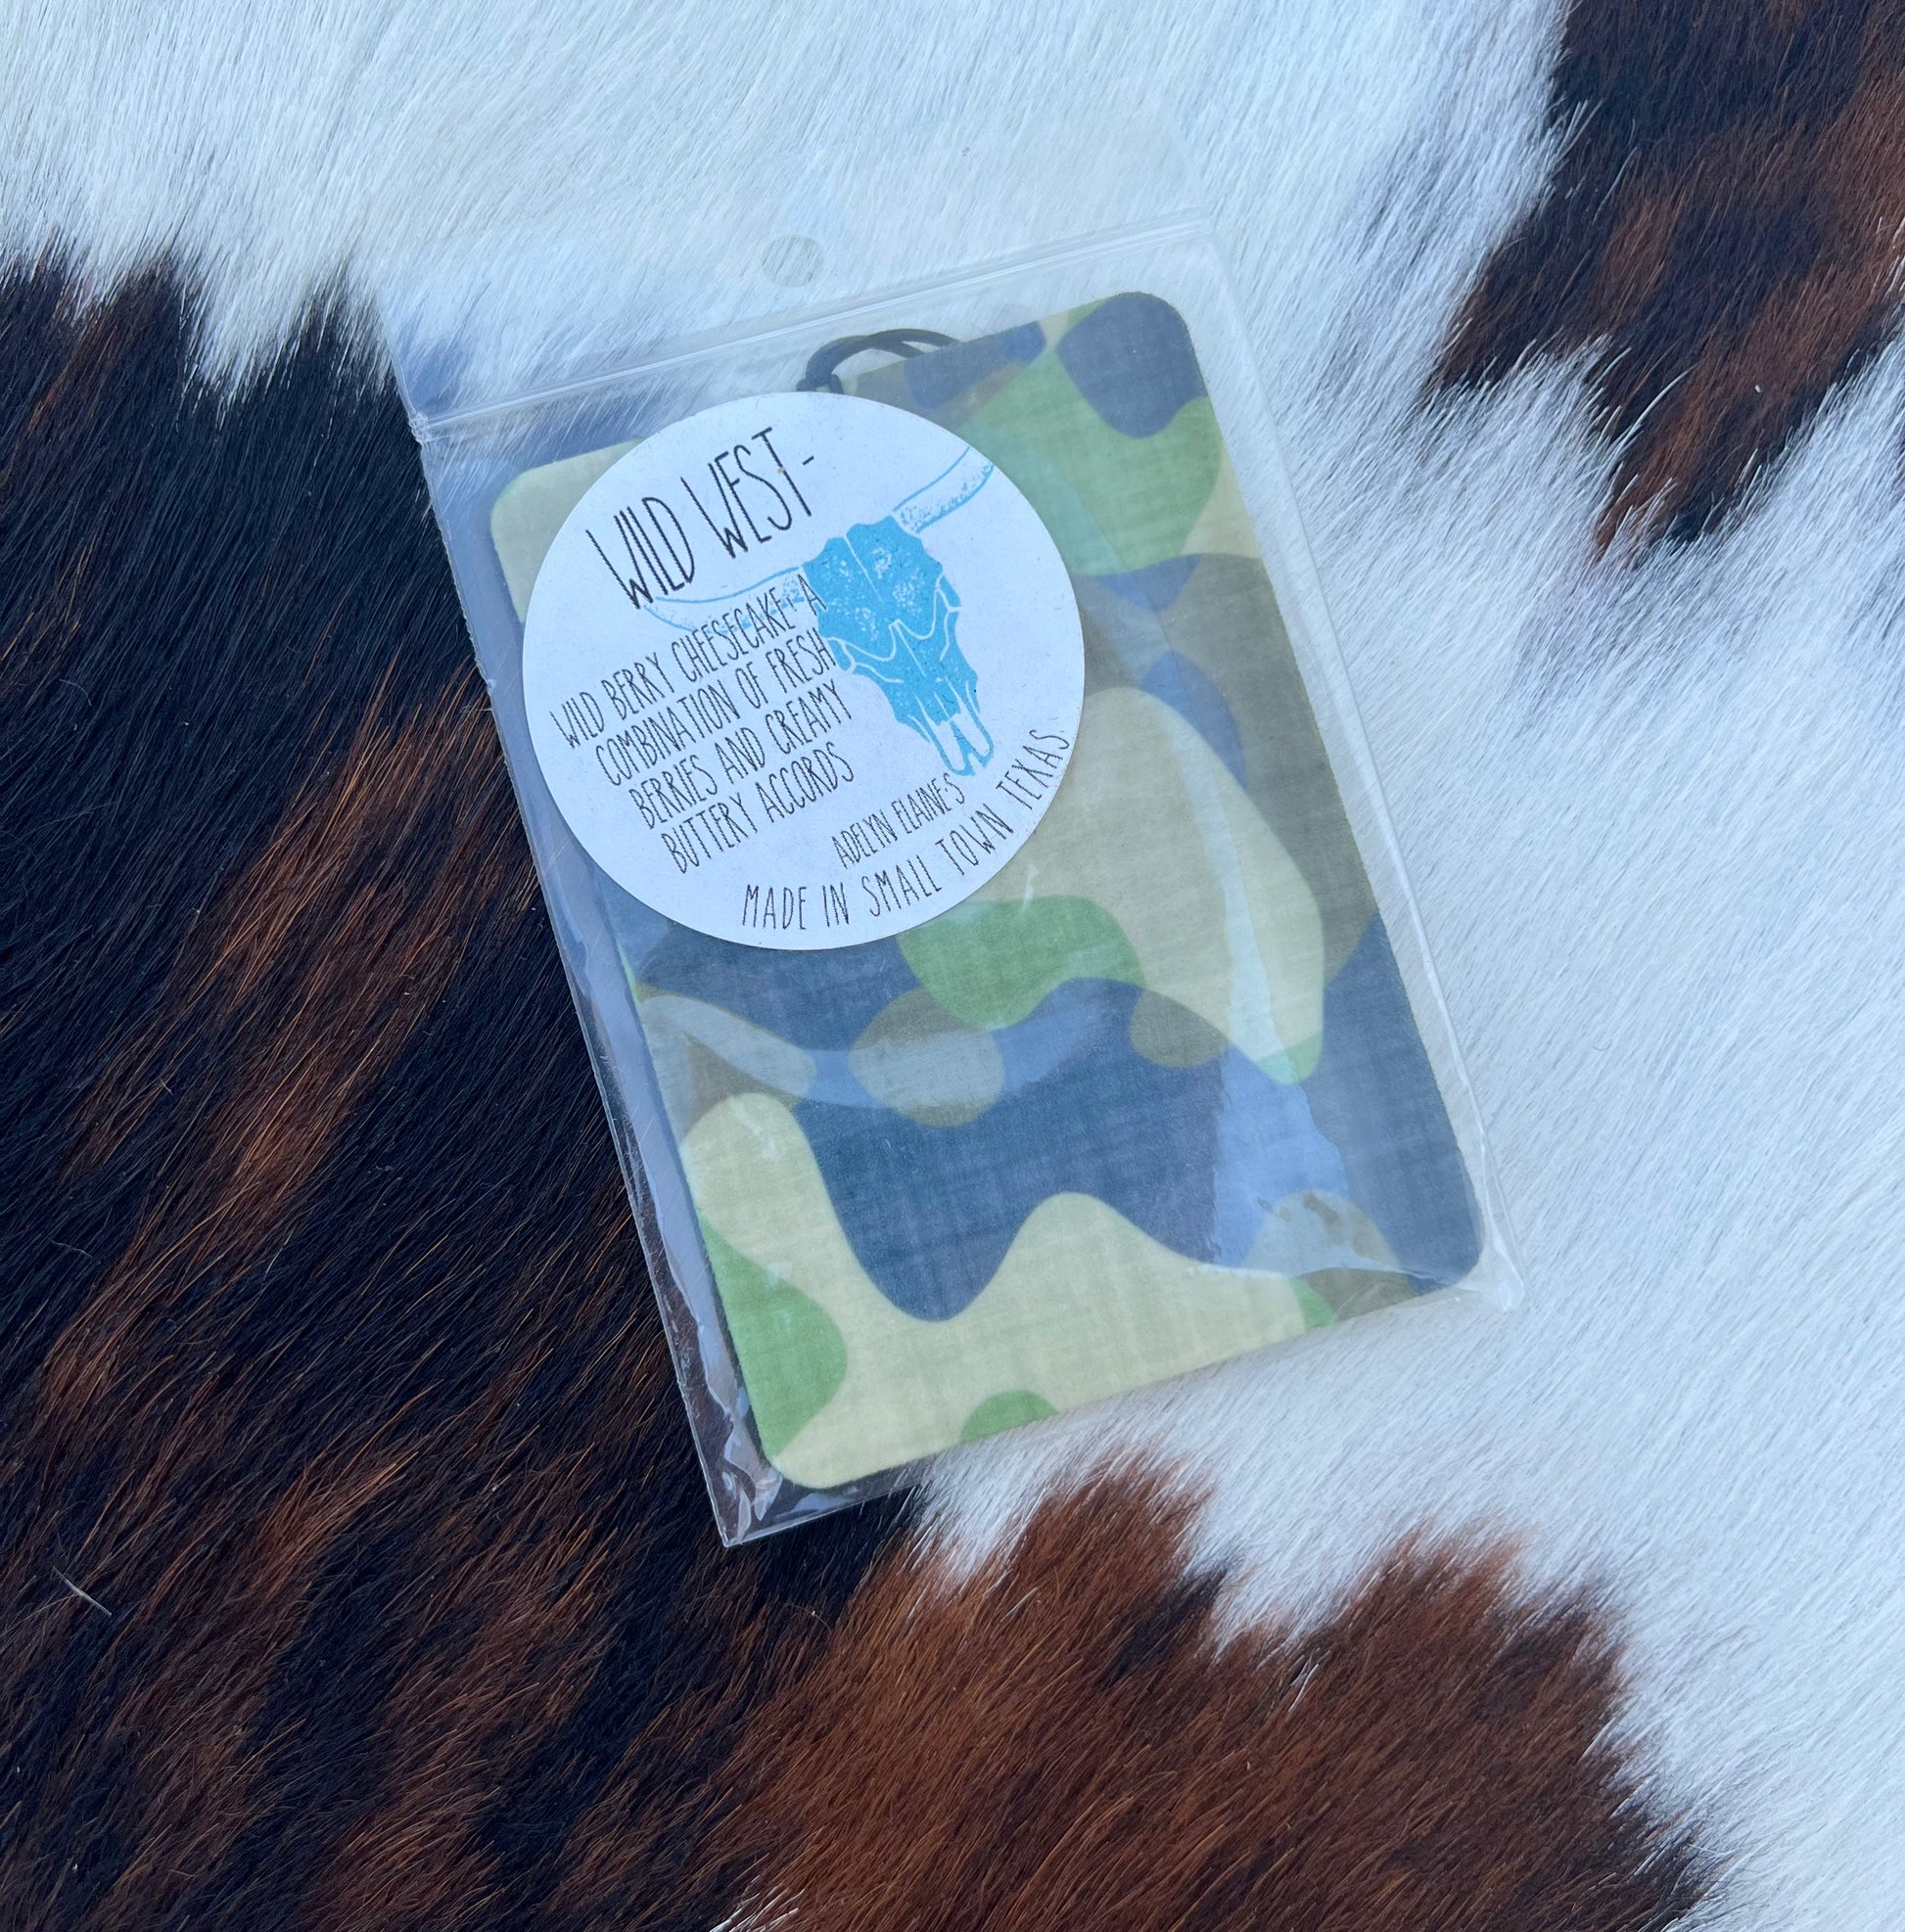 WILD WEST-
WILD BERRY CHEESECAKE- A
COMBINATION OF FRESH
BERRIES AND CREAMY
BUTTERY ACCORDS
ADELYN ELAINE'S
MADE IN SMALL TOWN TEXAS.